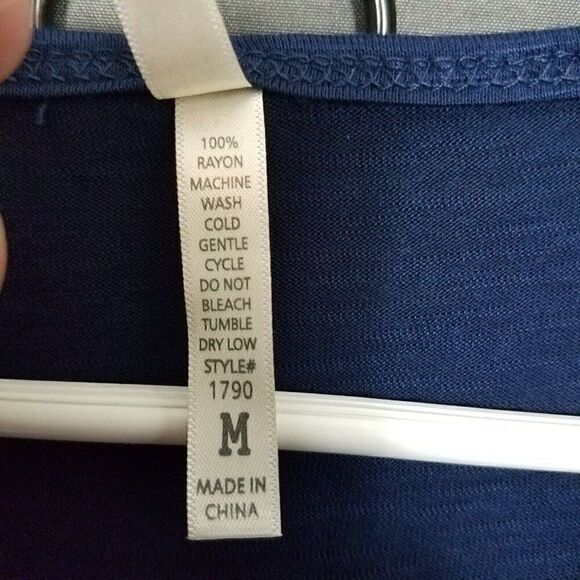 100%
RAYON
MACHINE
WASH
COLD
GENTLE
CYCLE
DO NOT
BLEACH
TUMBLE
DRY LOW
STYLE#
1790
M
MADE IN
CHINA